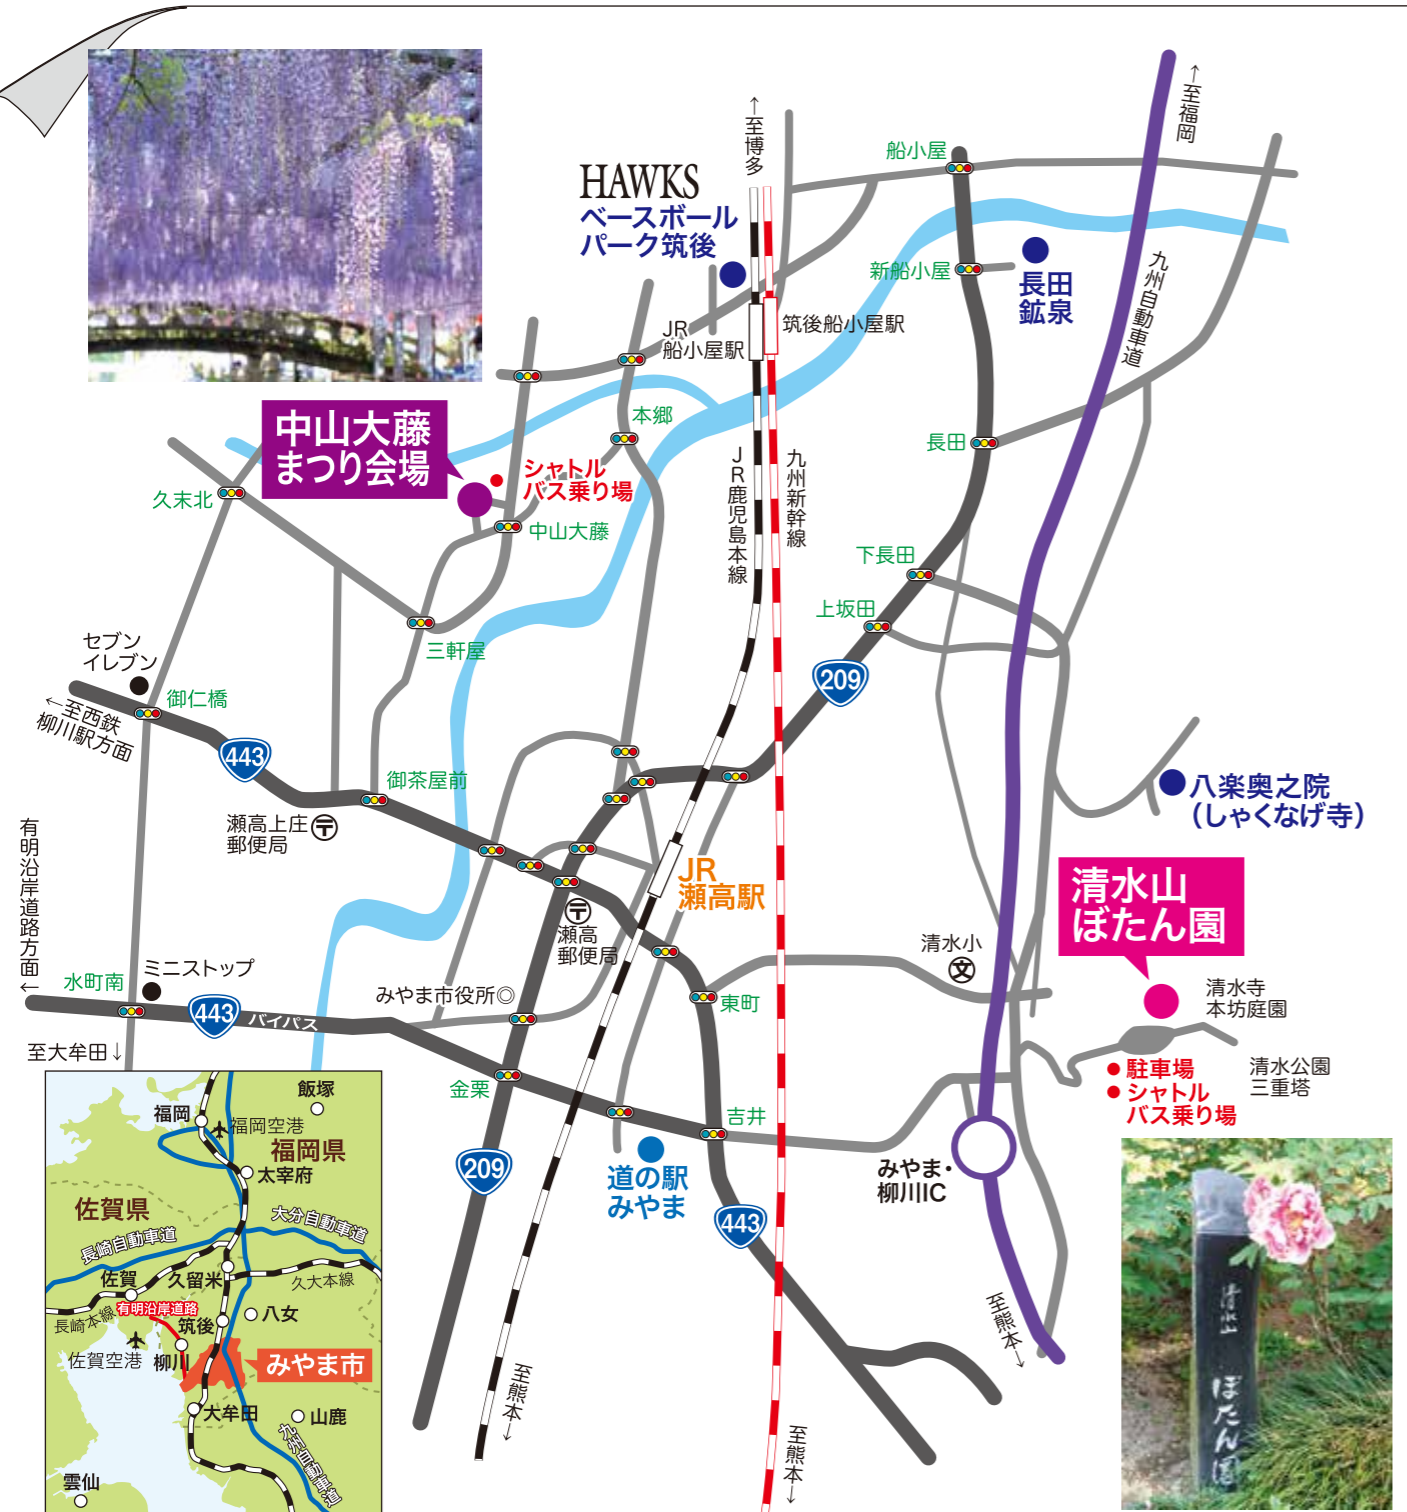 HAWKS
ベースボール
パーク筑後
↑至博多
船小屋
↑至福岡
新船小屋
長田
鉱泉
九州自動車道
JR
船小屋駅
筑後船小屋駅
中山大藤
まつり会場
シャトル
バス乗り場
本郷
長田
久末北
中山大藤
JR鹿児島本線
九州新幹線
下長田
上坂田
三軒屋
セブン
イレブン
御仁橋
←至西鉄
柳川駅方面
209
443
御茶屋前
瀬高上庄
郵便局
〒
八楽奥之院
(しゃくなげ寺)
有明沿岸道路方面↓
JR
瀬高駅
清水山
ぼたん園
〒
瀬高
郵便局
清水小
文
水町南
ミニストップ
みやま市役所◎
東町
清水寺
本坊庭園
443
バイパス
至大牟田↓
清水公園
三重塔
駐車場
シャトル
バス乗り場
金栗
吉井
209
道の駅
みやま
443
みやま・
柳川IC
至熊本→
至熊本→
至熊本→
飯塚
福岡
福岡空港
福岡県
太宰府
佐賀県
大分自動車道
長崎自動車道
佐賀
久留米
久大本線
有明沿岸道路
長崎本線
筑後
八女
佐賀空港
柳川
みやま市
大牟田
山鹿
九州自動車道
雲仙
清水山
ぼたん園